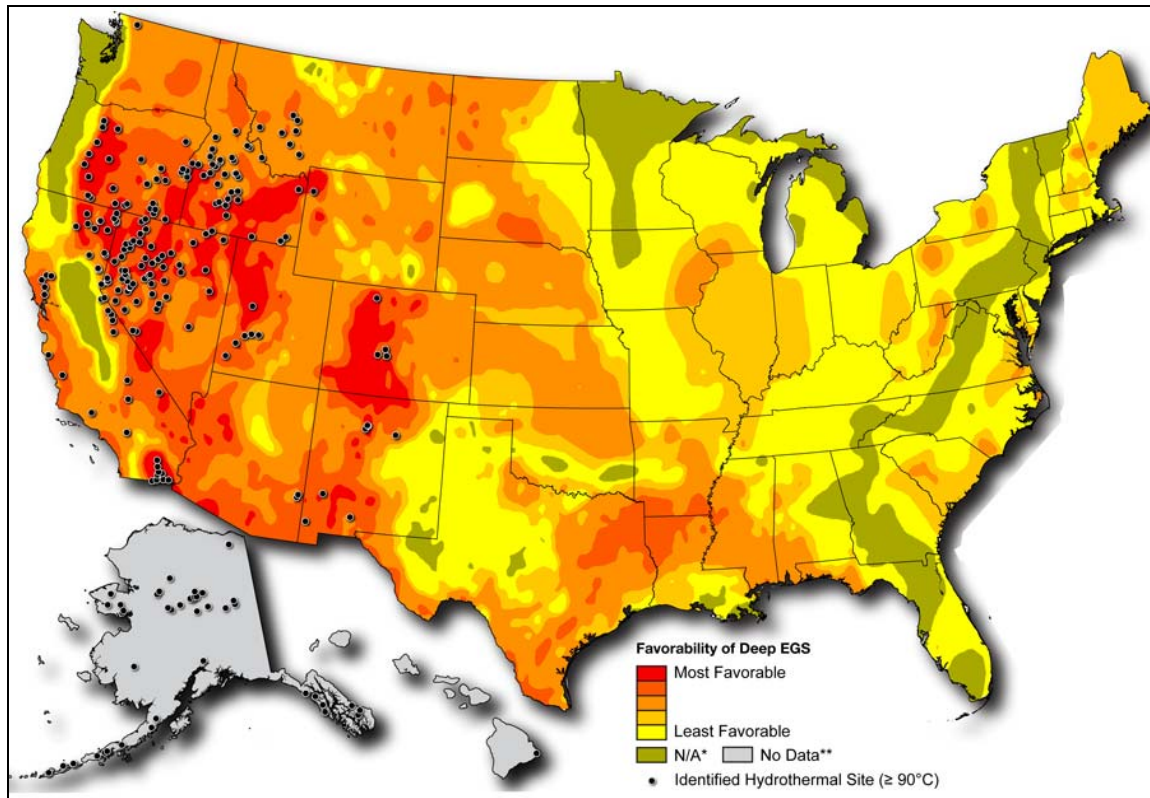 Favorability of Deep EGS
Most Favorable
Least Favorable
N/A* No Data**
Identified Hydrothermal Site (≥ 90°C)